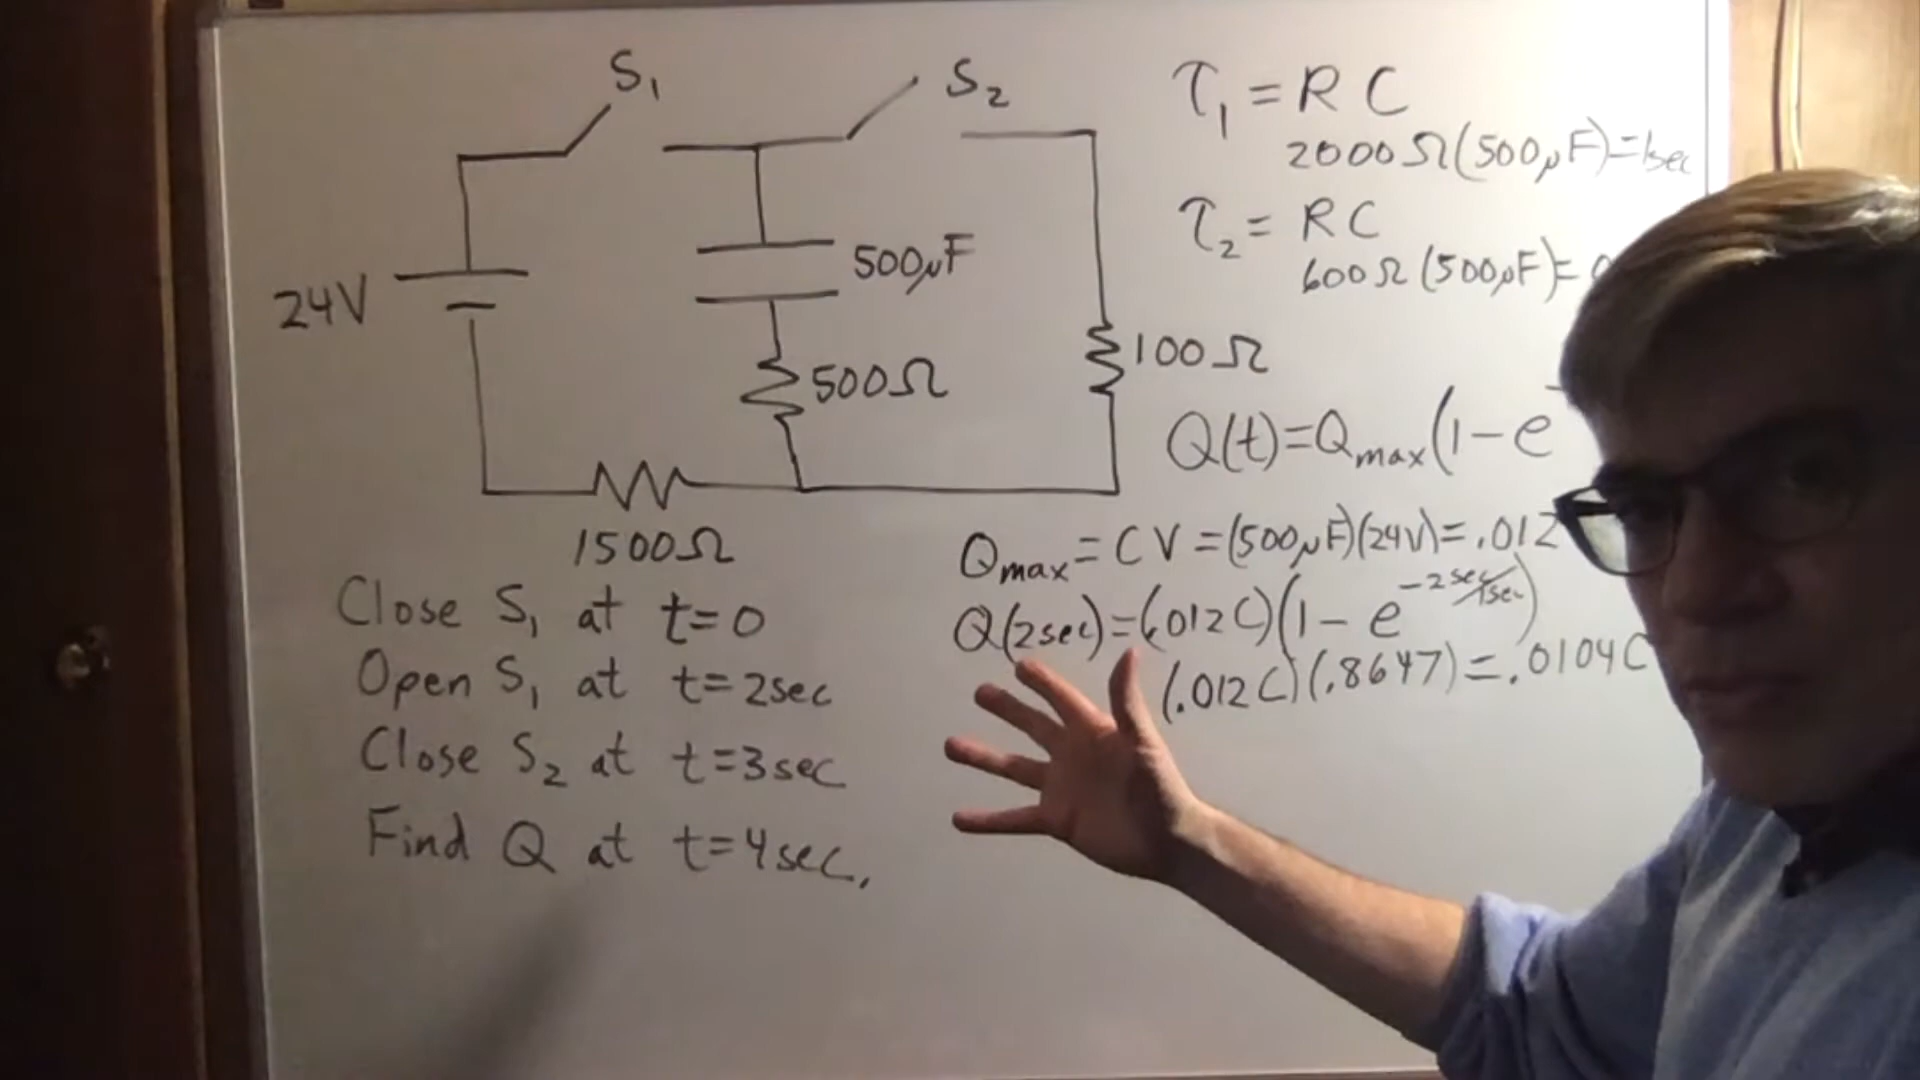 S₁
S₂
24V
500μF
500Ω
100Ω
1500Ω
Close S₁ at t=0
Open S₁ at t=2sec
Close S₂ at t=3sec
Find Q at t=4sec.
τ₁ = RC
2000Ω(500μF)=1sec
τ₂ = RC
600Ω(500μF)=
Q(t)=Qmax(1-e
Qmax=CV=(500μF)(24V)=.012
Q(2sec)=(.012C)(1-e^-2sec/1sec)
(.012C)(.8647)=.0104C